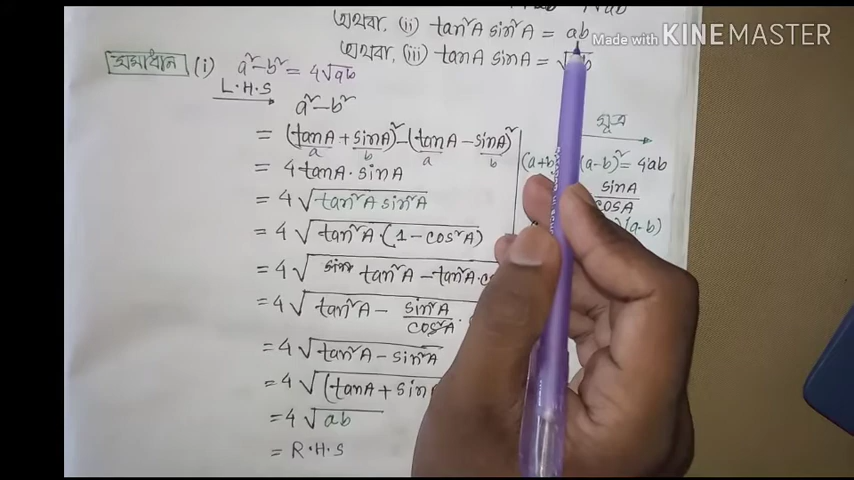 অথবা, (ii) tan²A sin²A = ab
Made with KINEMASTER
অথবা, (iii) tanA sinA = √
সমাধান (i) a²-b² = 4√ab
L.H.S
a²-b²
সূত্র
= (tanA + sinA)² - (tanA - sinA)²
a b a b
(a+b (a-b)² = 4ab
= 4 tanA · sinA
sinA
cosA
= 4 √tan²A sin²A
(a-b)
= 4 √tan²A · (1 - cos²A)
= 4 √ tan²A - tan²A
= 4 √tan²A - sin²A/cos²A ·
= 4 √tan²A - sin²A
= 4 √(tanA + sin
= 4 √ab
= R.H.S